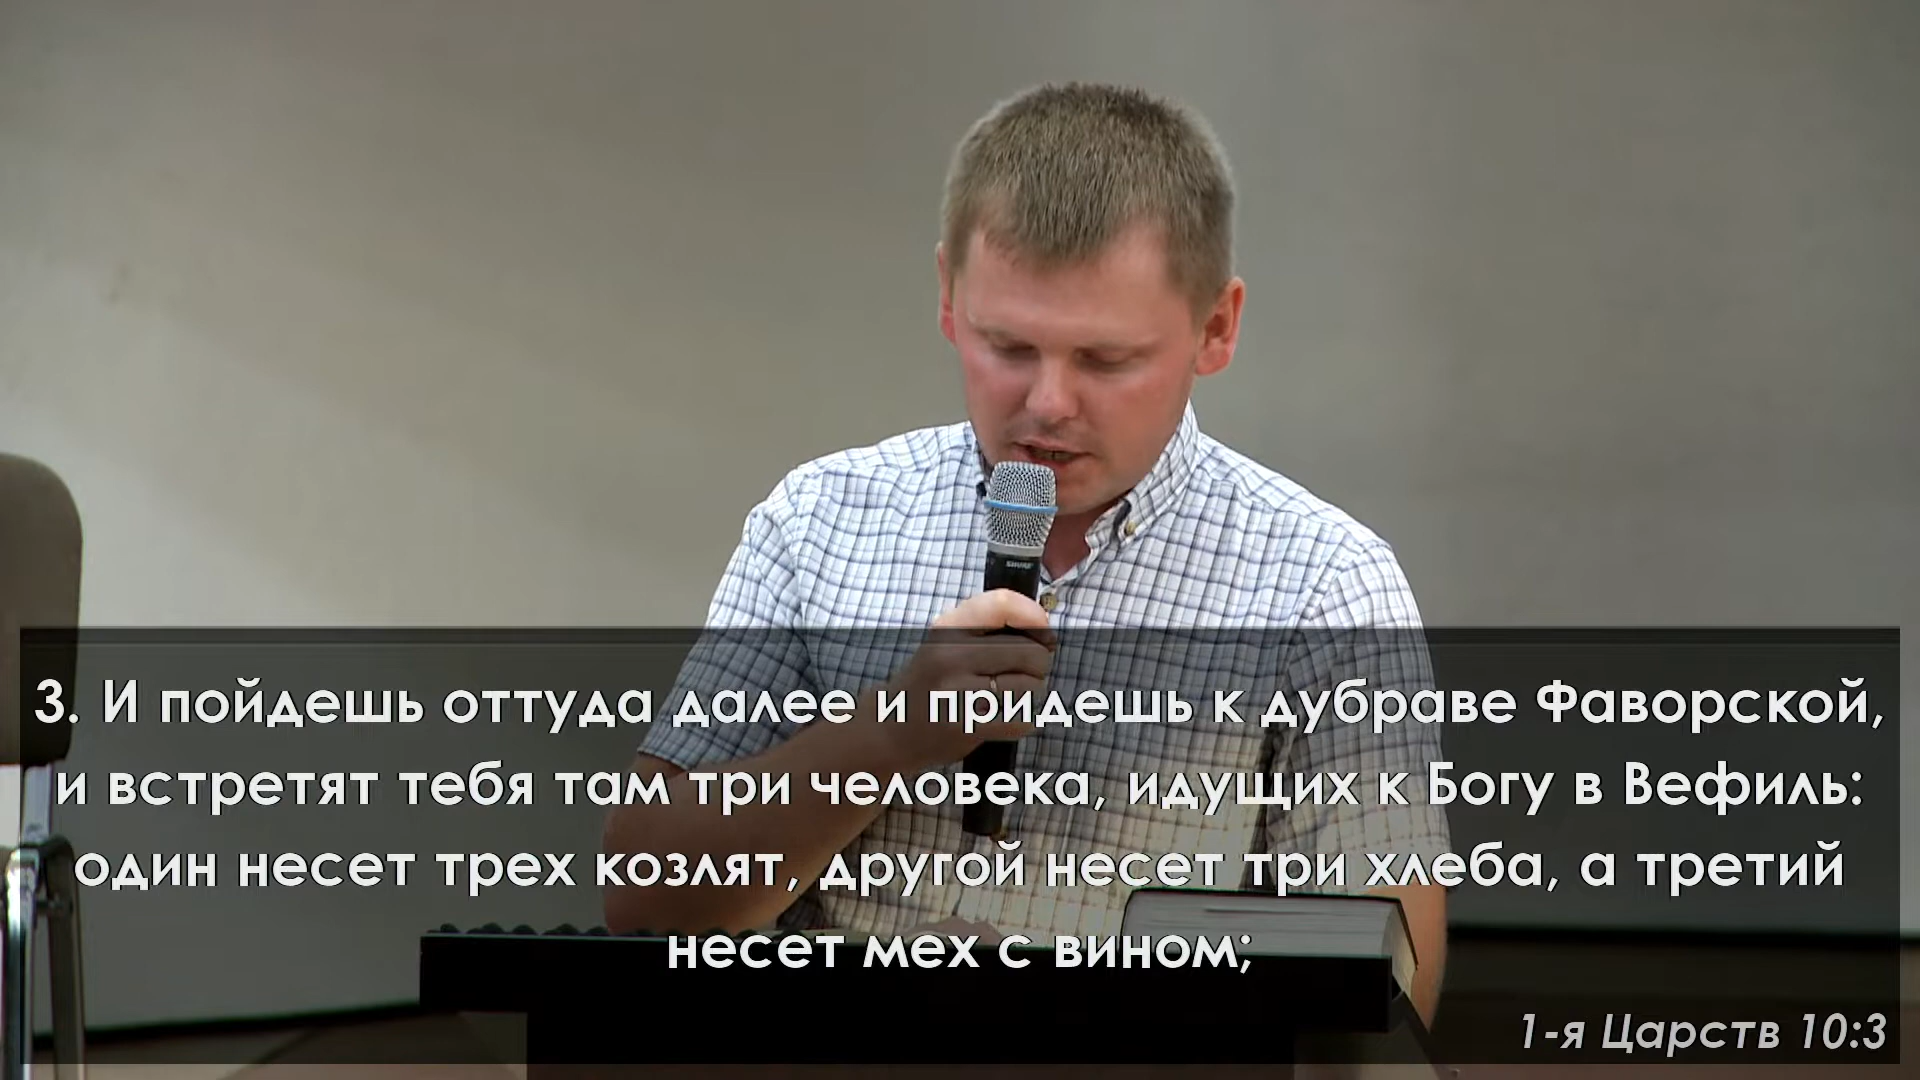 SHURE
3. И пойдешь оттуда далее и придешь к дубраве Фаворской,
и встретят тебя там три человека, идущих к Богу в Вефиль:
один несет трех козлят, другой несет три хлеба, а третий
несет мех с вином;
1-я Царств 10:3